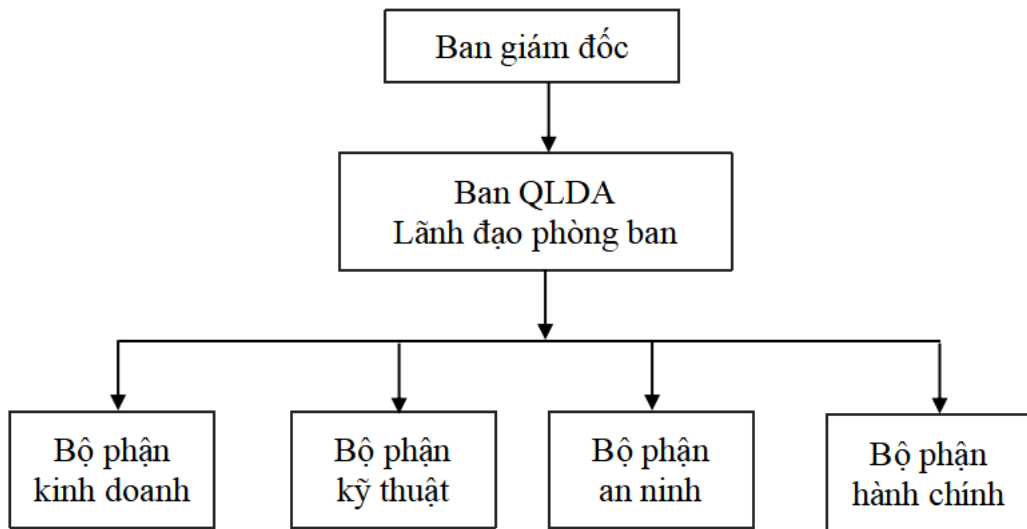 Ban giám đốc
Ban QLDA
Lãnh đạo phòng ban
Bộ phận
kinh doanh
Bộ phận
kỹ thuật
Bộ phận
an ninh
Bộ phận
hành chính